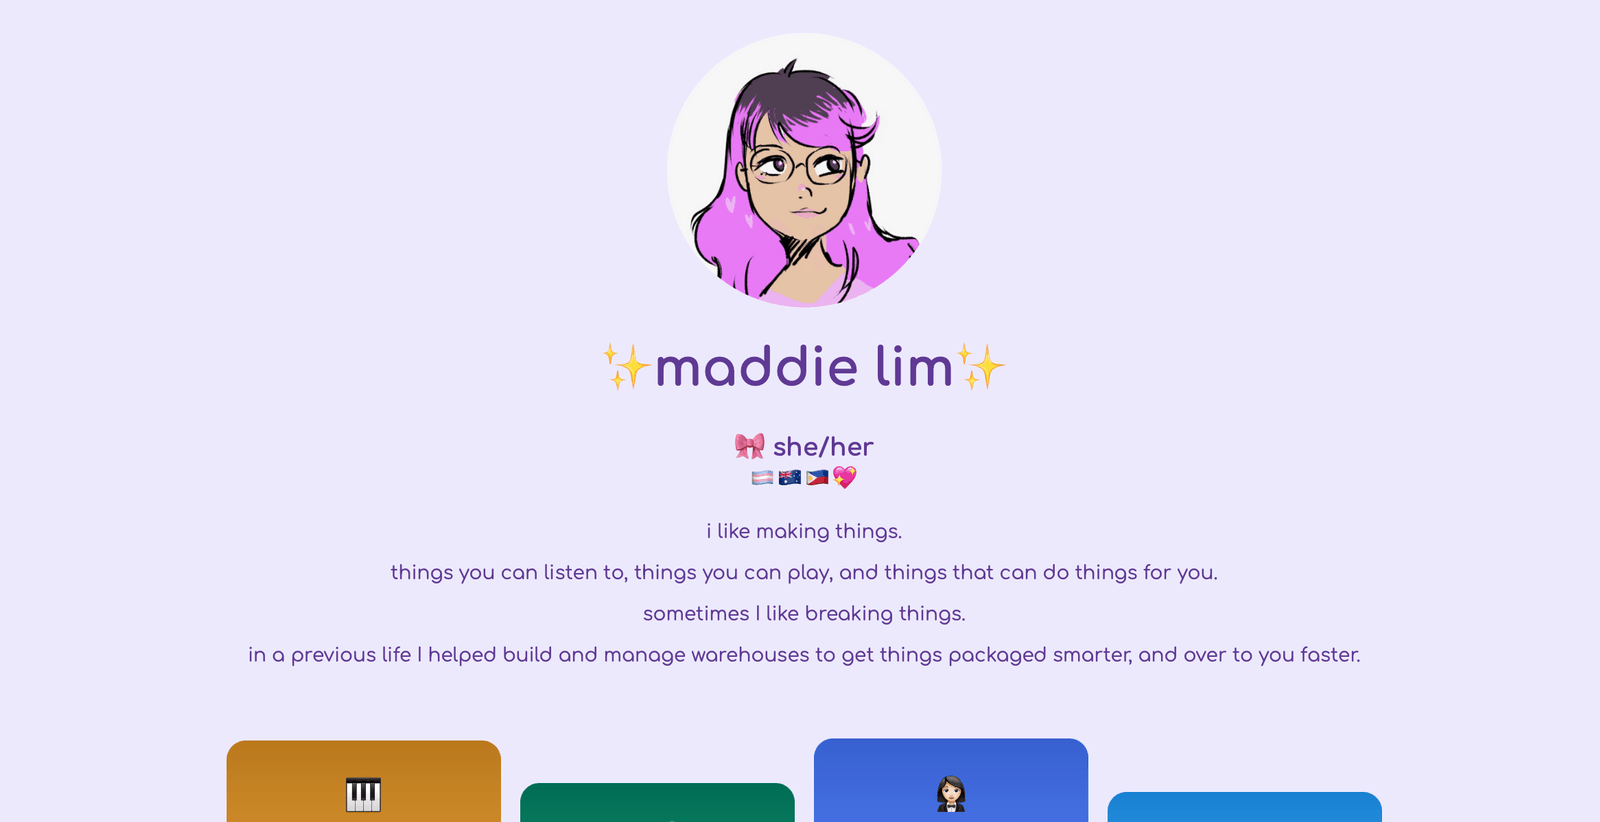 ✨maddie lim✨
🎀 she/her
🏳️‍⚧️🇦🇺🇵🇭💖
i like making things.
things you can listen to, things you can play, and things that can do things for you.
sometimes I like breaking things.
in a previous life I helped build and manage warehouses to get things packaged smarter, and over to you faster.